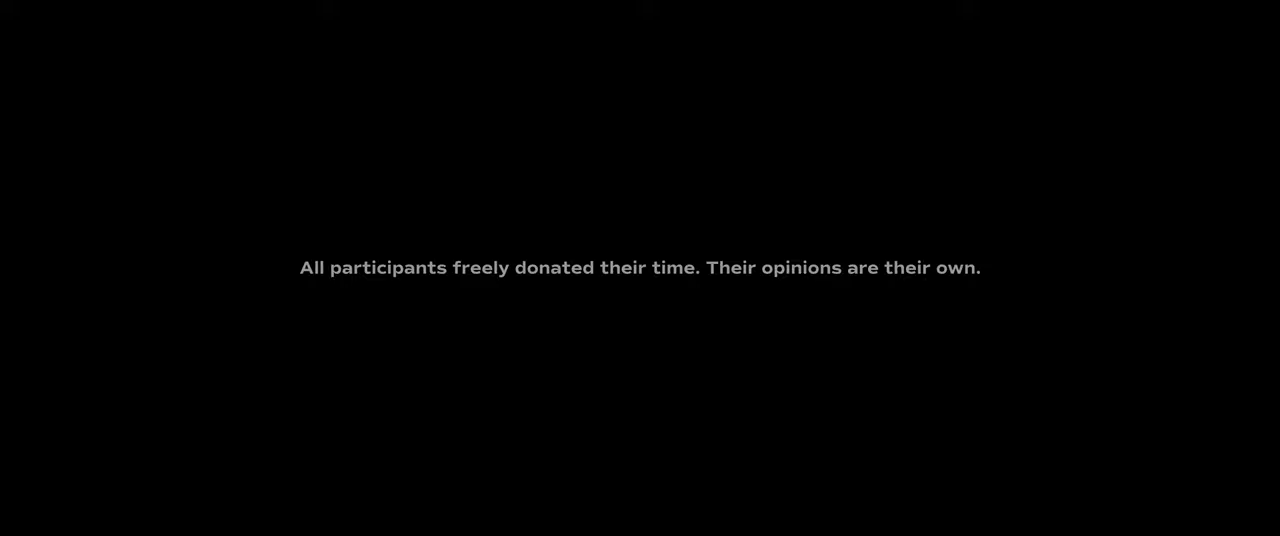 All participants freely donated their time. Their opinions are their own.